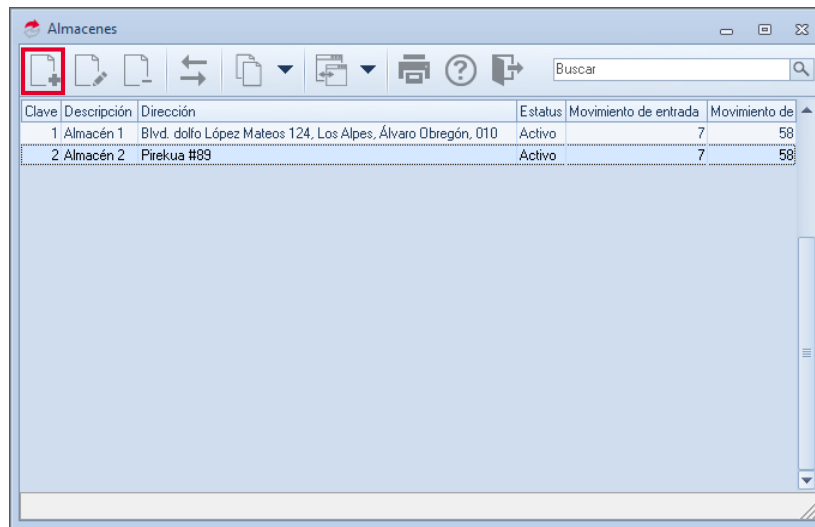 Almacenes
Buscar
Clave Descripción Dirección Estatus Movimiento de entrada Movimiento de
1 Almacén 1 Blvd. dolfo López Mateos 124, Los Alpes, Álvaro Obregón, 010 Activo 7 58
2 Almacén 2 Pirekua #89 Activo 7 58